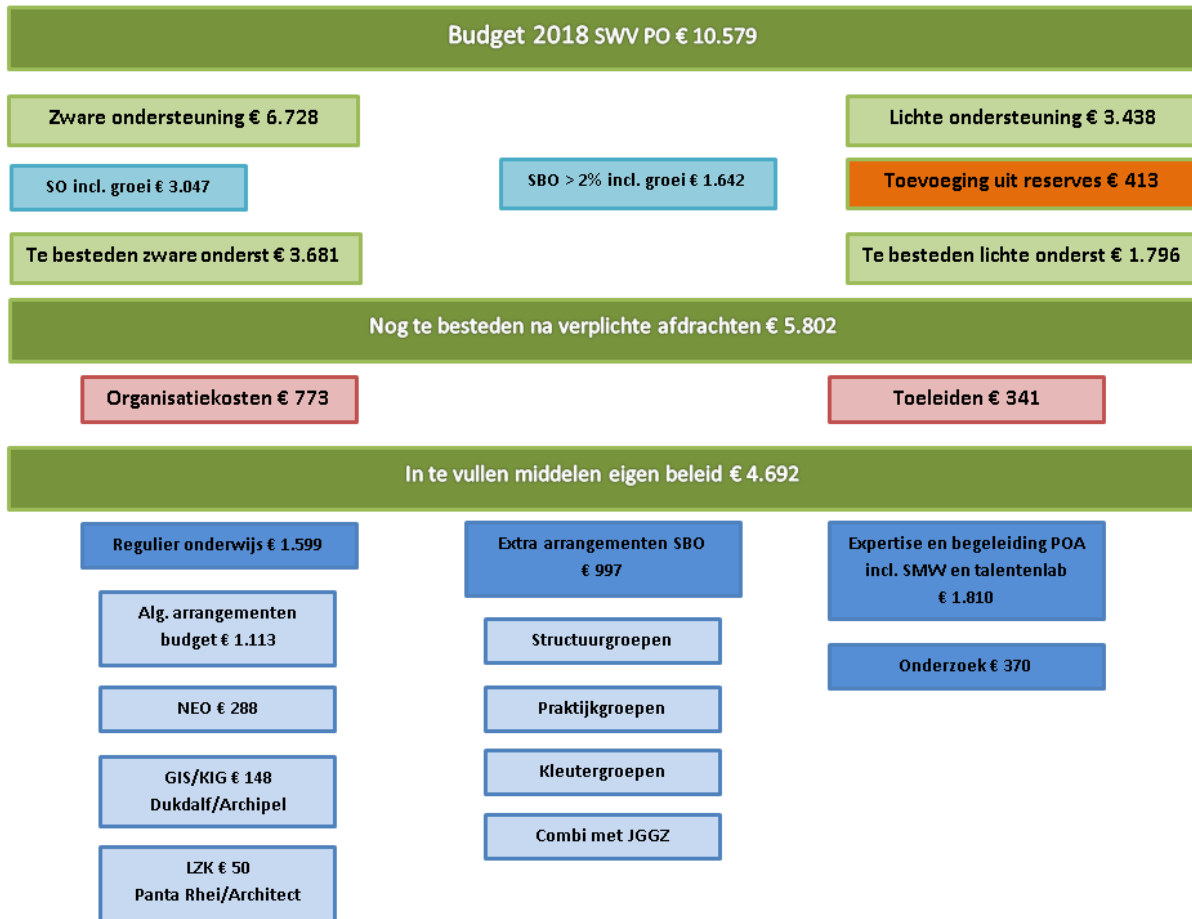 Budget 2018 SWV PO € 10.579
Zware ondersteuning € 6.728
Lichte ondersteuning € 3.438
SO incl. groei € 3.047
SBO > 2% incl. groei € 1.642
Toevoeging uit reserves € 413
Te besteden zware onderst € 3.681
Te besteden lichte onderst € 1.796
Nog te besteden na verplichte afdrachten € 5.802
Organisatiekosten € 773
Toeleiden € 341
In te vullen middelen eigen beleid € 4.692
Regulier onderwijs € 1.599
Alg. arrangementen
budget € 1.113
NEO € 288
GIS/KIG € 148
Dukdalf/Archipel
LZK € 50
Panta Rhei/Architect
Extra arrangementen SBO
€ 997
Structuurgroepen
Praktijkgroepen
Kleutergroepen
Combi met JGGZ
Expertise en begeleiding POA
incl. SMW en talentenlab
€ 1.810
Onderzoek € 370